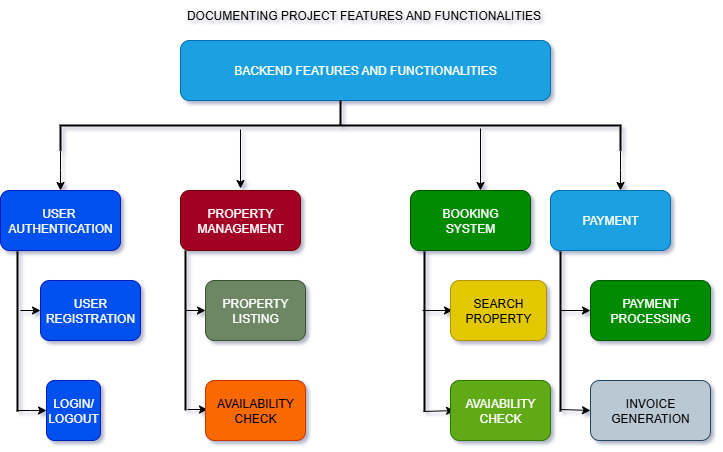 DOCUMENTING PROJECT FEATURES AND FUNCTIONALITIES
BACKEND FEATURES AND FUNCTIONALITIES
USER
AUTHENTICATION
PROPERTY
MANAGEMENT
BOOKING
SYSTEM
PAYMENT
USER
REGISTRATION
PROPERTY
LISTING
SEARCH
PROPERTY
PAYMENT
PROCESSING
LOGIN/
LOGOUT
AVAILABILITY
CHECK
AVAIABILITY
CHECK
INVOICE
GENERATION